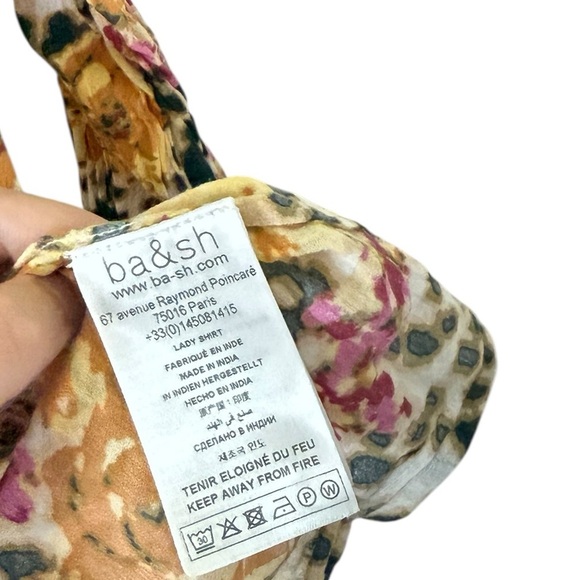 ba&sh
www.ba-sh.com
67 avenue Raymond Poincaré
75016 Paris
+33(0)145081415
LADY SHIRT
FABRIQUÉ EN INDE
MADE IN INDIA
IN INDIEN HERGESTELLT
HECHO EN INDIA
原产国：印度
صنع في الهند
СДЕЛАНО В ИНДИИ
제조국 인도
TENIR ELOIGNÉ DU FEU
KEEP AWAY FROM FIRE
30 P W